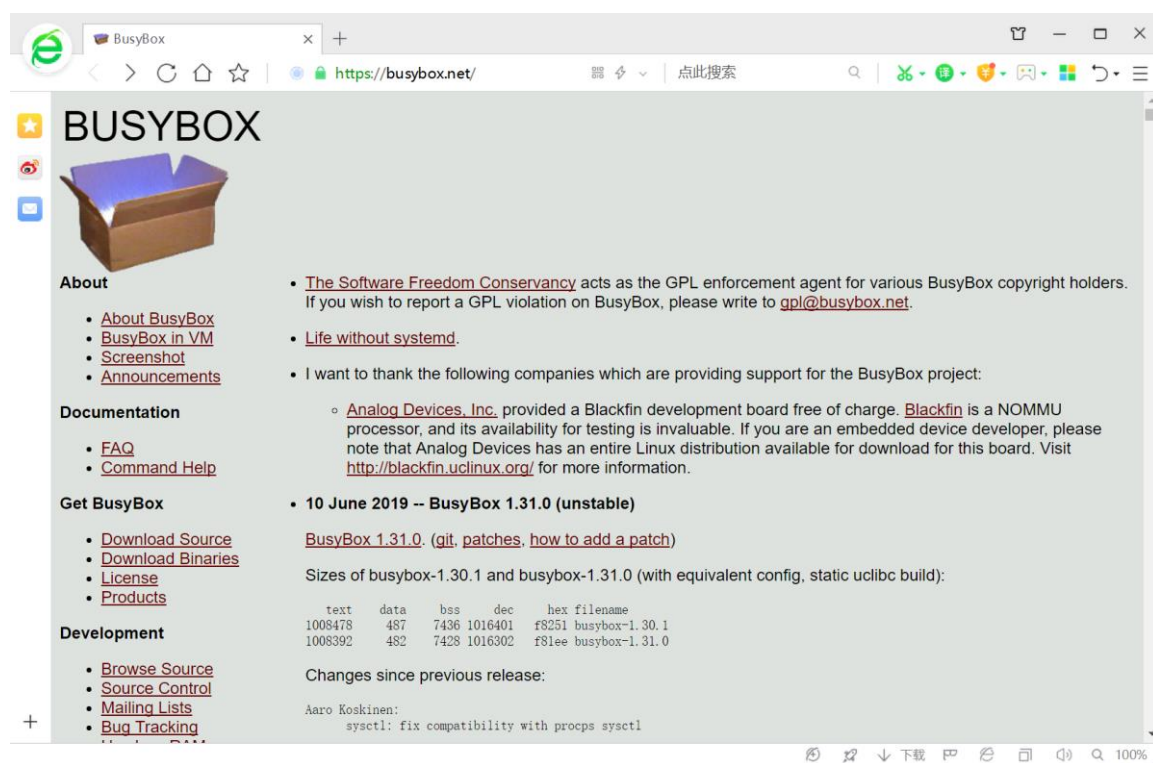 BusyBox
https://busybox.net/
点此搜索
译
BUSYBOX
About
About BusyBox
BusyBox in VM
Screenshot
Announcements
Documentation
FAQ
Command Help
Get BusyBox
Download Source
Download Binaries
License
Products
Development
Browse Source
Source Control
Mailing Lists
Bug Tracking
The Software Freedom Conservancy acts as the GPL enforcement agent for various BusyBox copyright holders.
If you wish to report a GPL violation on BusyBox, please write to gpl@busybox.net.
Life without systemd.
I want to thank the following companies which are providing support for the BusyBox project:
Analog Devices, Inc. provided a Blackfin development board free of charge. Blackfin is a NOMMU
processor, and its availability for testing is invaluable. If you are an embedded device developer, please
note that Analog Devices has an entire Linux distribution available for download for this board. Visit
http://blackfin.uclinux.org/ for more information.
10 June 2019 -- BusyBox 1.31.0 (unstable)
BusyBox 1.31.0. (git, patches, how to add a patch)
Sizes of busybox-1.30.1 and busybox-1.31.0 (with equivalent config, static uclibc build):
text data bss dec hex filename
1008478 487 7436 1016401 f8251 busybox-1.30.1
1008392 482 7428 1016302 f81ee busybox-1.31.0
Changes since previous release:
Aaro Koskinen:
sysctl: fix compatibility with procps sysctl
下载
100%